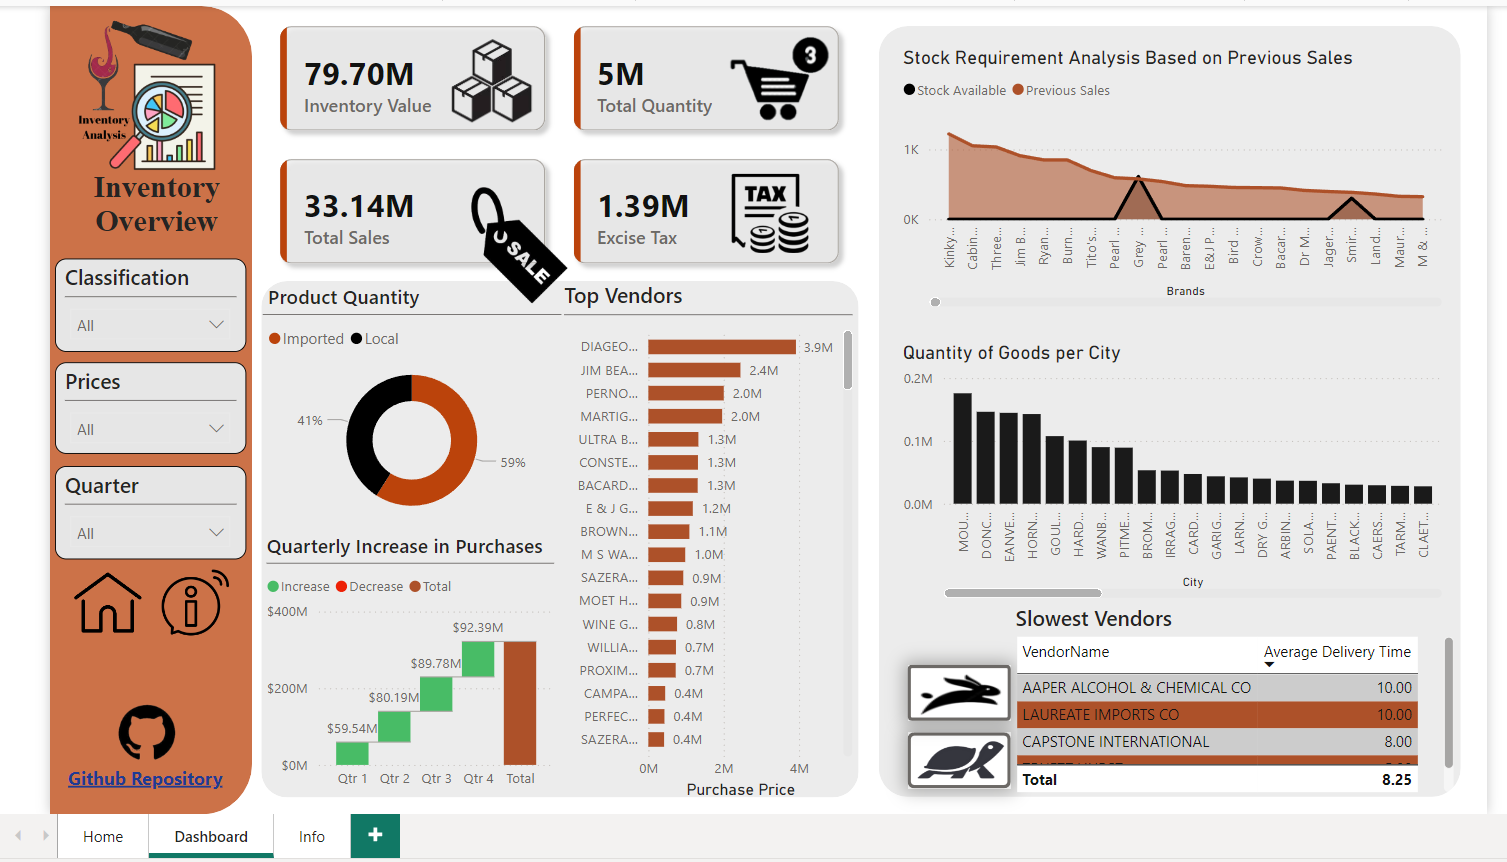 Inventory
Analysis
Inventory
Overview
Classification
All
Prices
All
Quarter
All
Github Repository
79.70M
Inventory Value
5M
Total Quantity
3
33.14M
Total Sales
SALE
1.39M
Excise Tax
TAX
Product Quantity
Imported Local
41%
59%
Quarterly Increase in Purchases
Increase Decrease Total
$400M
$200M
$0M
$59.54M
$80.19M
$89.78M
$92.39M
Qtr 1 Qtr 2 Qtr 3 Qtr 4 Total
Top Vendors
DIAGEO... 3.9M
JIM BEA... 2.4M
PERNO... 2.0M
MARTIG... 2.0M
ULTRA B... 1.3M
CONSTE... 1.3M
BACARD... 1.3M
E & J G... 1.2M
BROWN... 1.1M
M S WA... 1.0M
SAZERA... 0.9M
MOET H... 0.9M
WINE G... 0.8M
WILLIA... 0.7M
PROXIM... 0.7M
CAMPA... 0.4M
PERFEC... 0.4M
SAZERA... 0.4M
0M 2M 4M
Purchase Price
Stock Requirement Analysis Based on Previous Sales
Stock Available Previous Sales
1K
0K
Kinky ...
Cabin...
Three...
Jim B...
Ryan...
Burn...
Tito's...
Pearl ...
Grey ...
Pearl ...
Baren...
E&J P...
Bird ...
Crow...
Bacar...
Dr M...
Jager...
Smir...
Land...
Maur...
M & ...
Brands
Quantity of Goods per City
0.2M
0.1M
0.0M
MOU...
DONC...
EANVE...
HORN...
GOUL...
HARD...
WANB...
PITME...
BROM...
IRRAG...
CARD...
GARIG...
LARN...
DRY G...
ARBIN...
SOLA...
PAENT...
BLACK...
CAERS...
TARM...
CLAET...
City
Slowest Vendors
VendorName Average Delivery Time
AAPER ALCOHOL & CHEMICAL CO 10.00
LAUREATE IMPORTS CO 10.00
CAPSTONE INTERNATIONAL 8.00
Total 8.25
Home Dashboard Info +